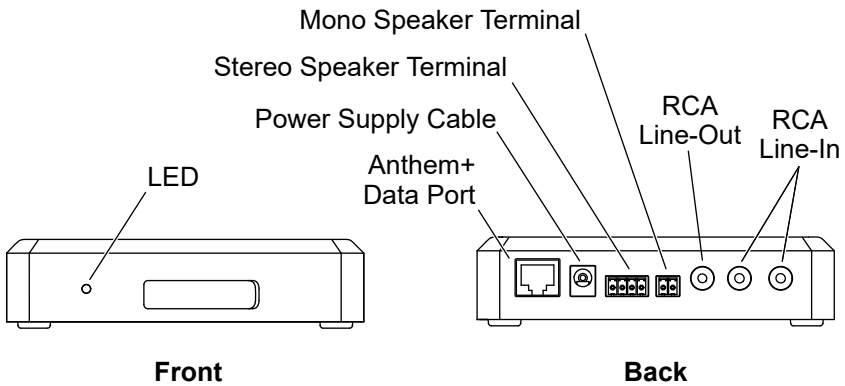 Mono Speaker Terminal
Stereo Speaker Terminal
Power Supply Cable
Anthem+
Data Port
RCA
Line-Out
RCA
Line-In
LED
Front
Back